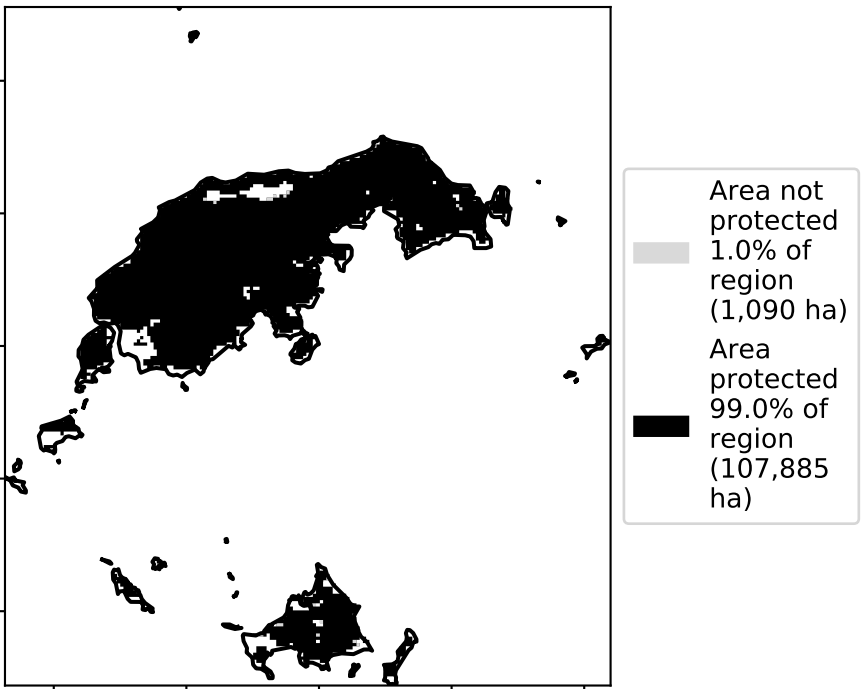 Area not
protected
1.0% of
region
(1,090 ha)
Area
protected
99.0% of
region
(107,885
ha)